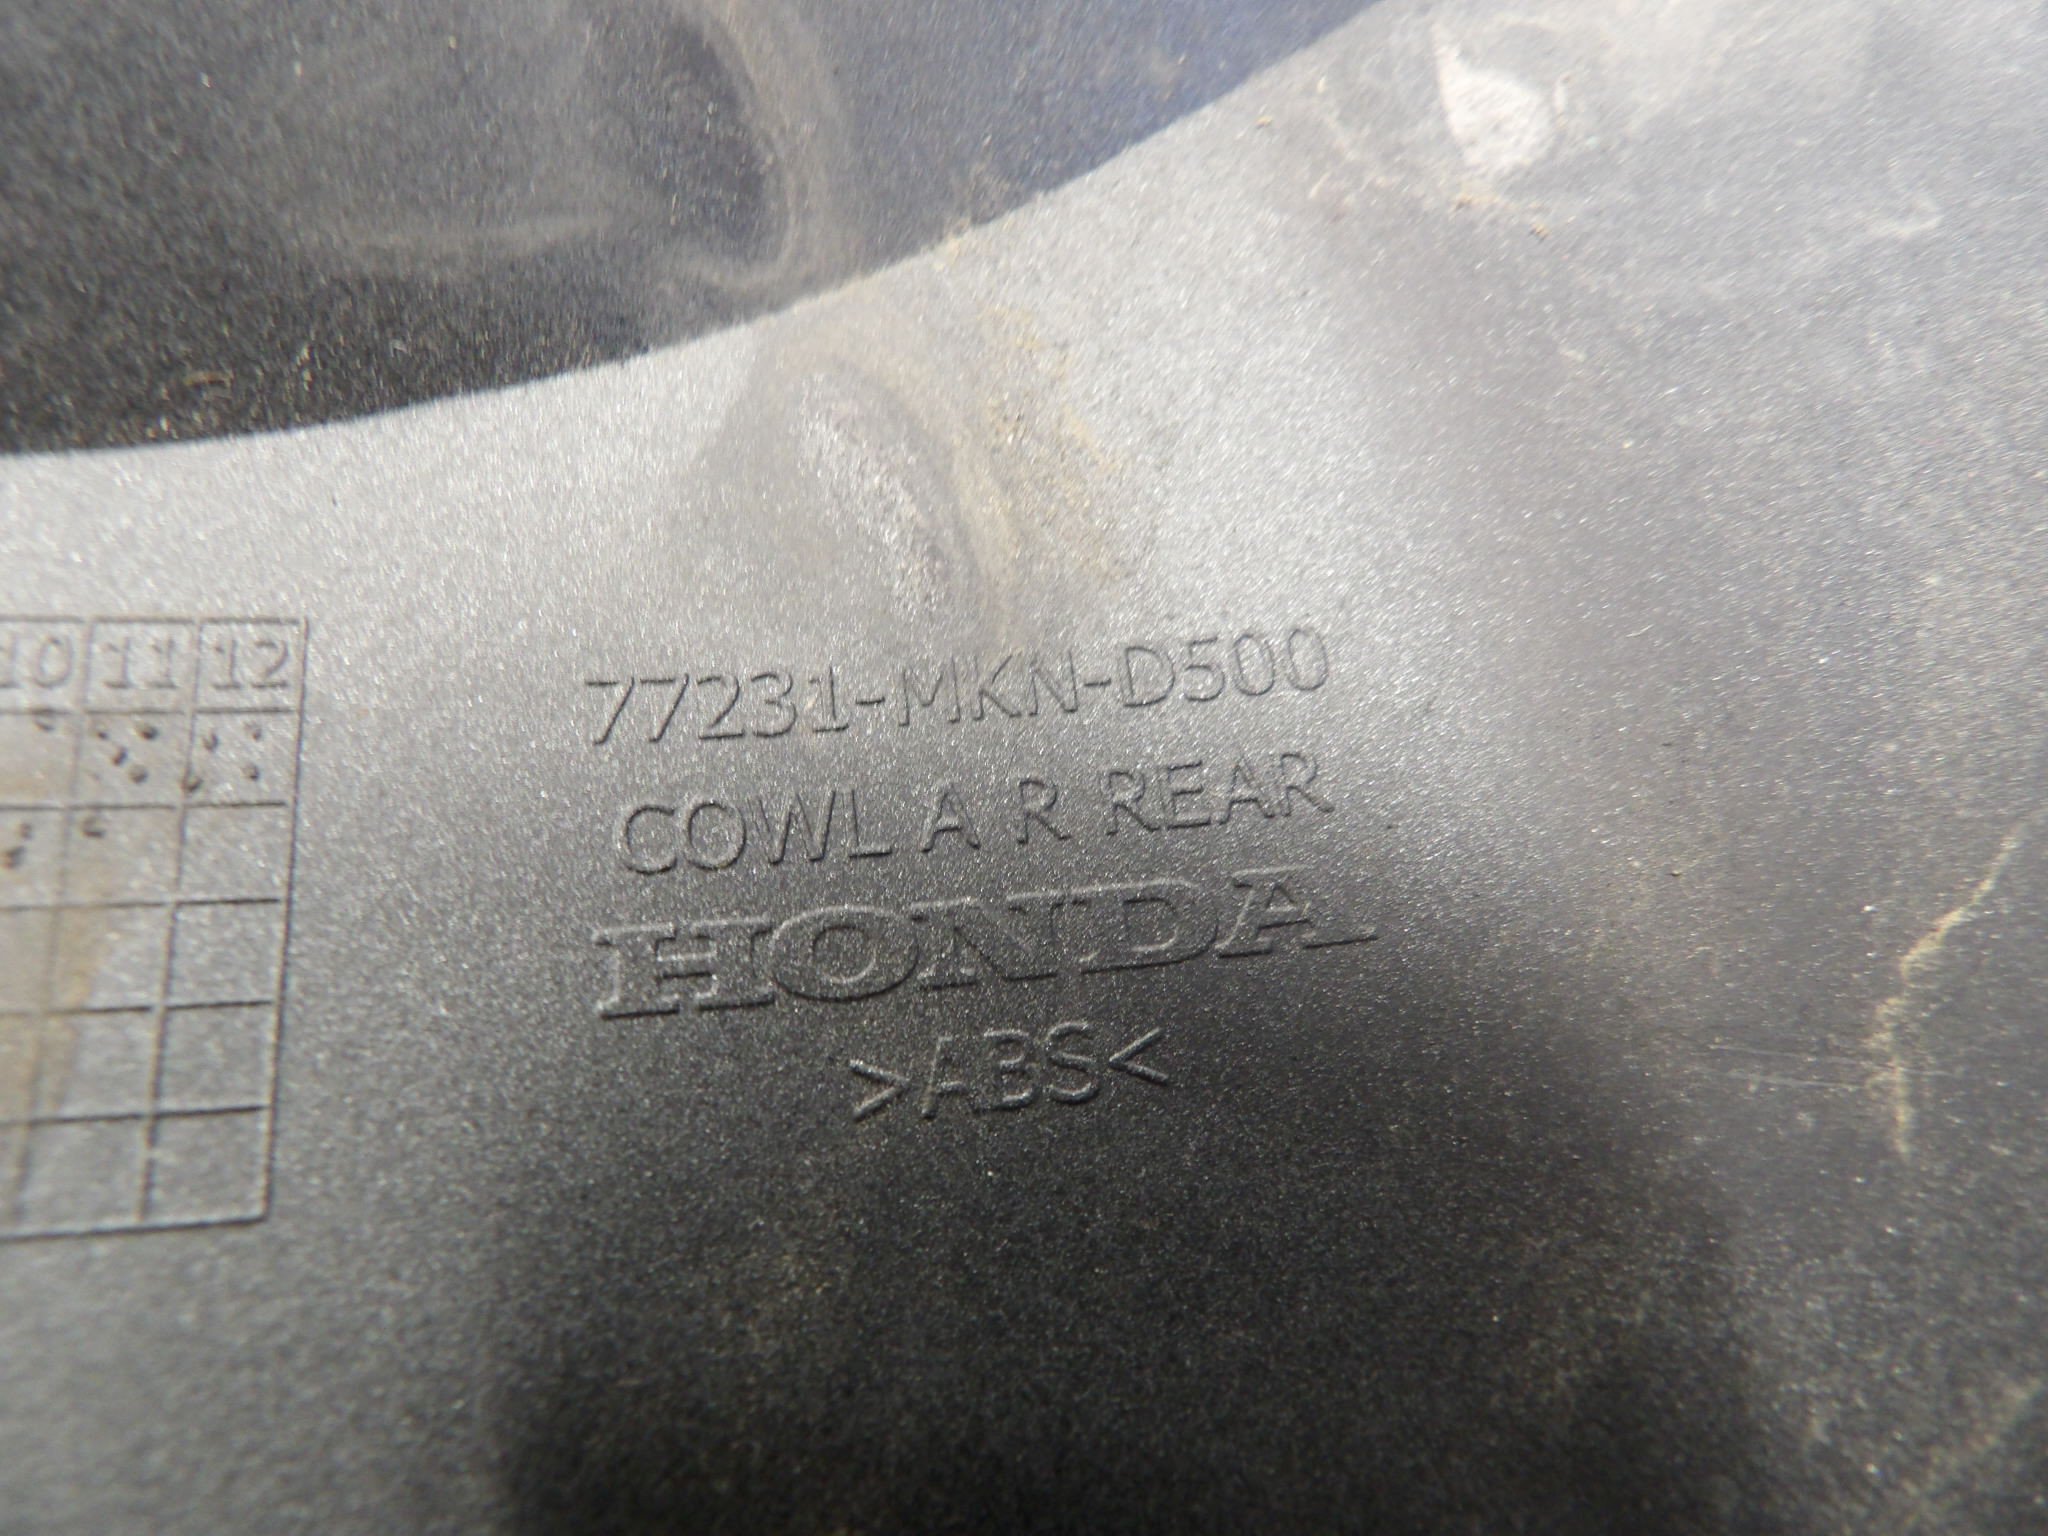 10 11 12
77231-MKN-D500
COWL A R REAR
HONDA
>ABS<